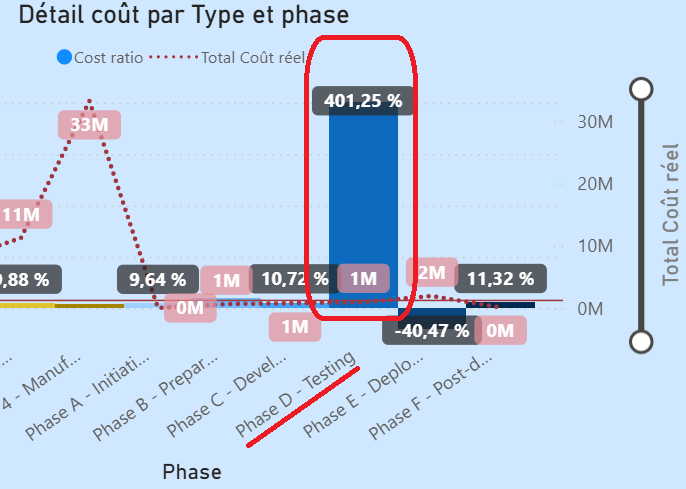 Détail coût par Type et phase
Cost ratio
Total Coût réel
401,25 %
33M
30M
20M
11M
10M
,88 %
9,64 %
1M
10,72 %
1M
2M
11,32 %
0M
0M
1M
-40,47 %
0M
4 - Manuf...
Phase A - Initiati...
Phase B - Prepar...
Phase C - Devel...
Phase D - Testing
Phase E - Deplo...
Phase F - Post-d...
Phase
Total Coût réel